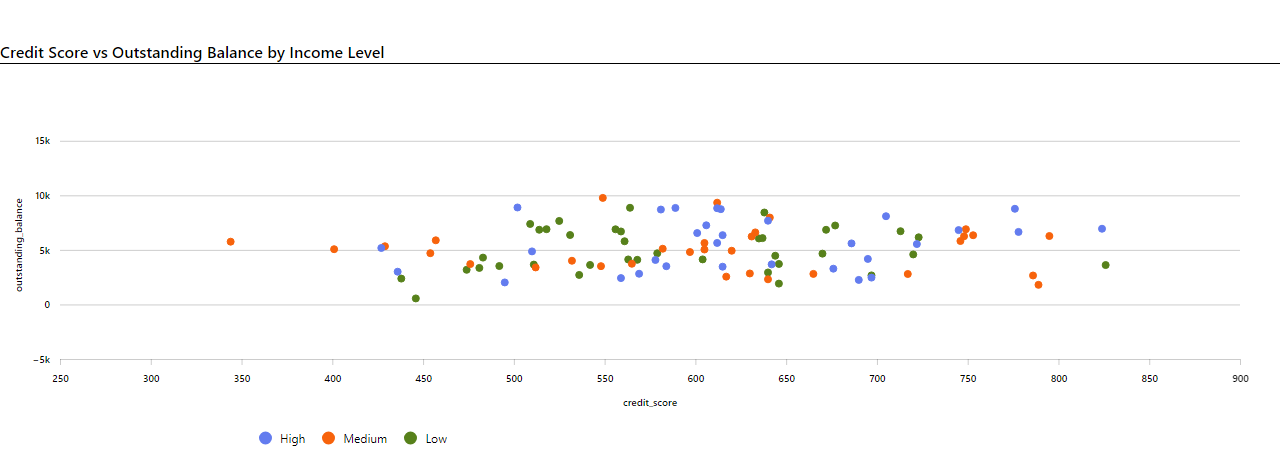 Credit Score vs Outstanding Balance by Income Level
15k
10k
5k
0
−5k
outstanding_balance
250 300 350 400 450 500 550 600 650 700 750 800 850 900
credit_score
High Medium Low